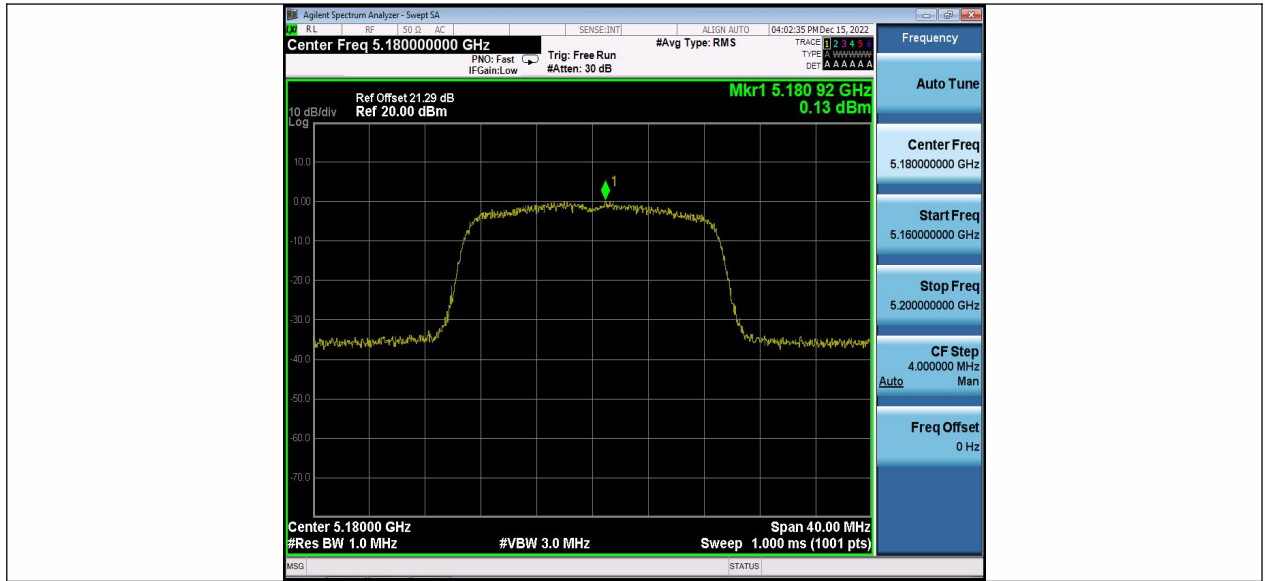 Agilent Spectrum Analyzer - Swept SA
RL RF 50 Ω AC SENSE:INT ALIGN AUTO 04:02:35 PM Dec 15, 2022
Center Freq 5.180000000 GHz
PNO: Fast
IFGain:Low
Trig: Free Run
#Atten: 30 dB
#Avg Type: RMS
TRACE 1 2 3 4 5 6
TYPE A WWWWW
DET A A A A A A
Frequency
Mkr1 5.180 92 GHz
0.13 dBm
Ref Offset 21.29 dB
10 dB/div Ref 20.00 dBm
Log
10.0
1
0.00
-10.0
-20.0
-30.0
-40.0
-50.0
-60.0
-70.0
Center 5.18000 GHz Span 40.00 MHz
#Res BW 1.0 MHz #VBW 3.0 MHz Sweep 1.000 ms (1001 pts)
MSG STATUS
Auto Tune
Center Freq
5.180000000 GHz
Start Freq
5.160000000 GHz
Stop Freq
5.200000000 GHz
CF Step
4.000000 MHz
Auto Man
Freq Offset
0 Hz